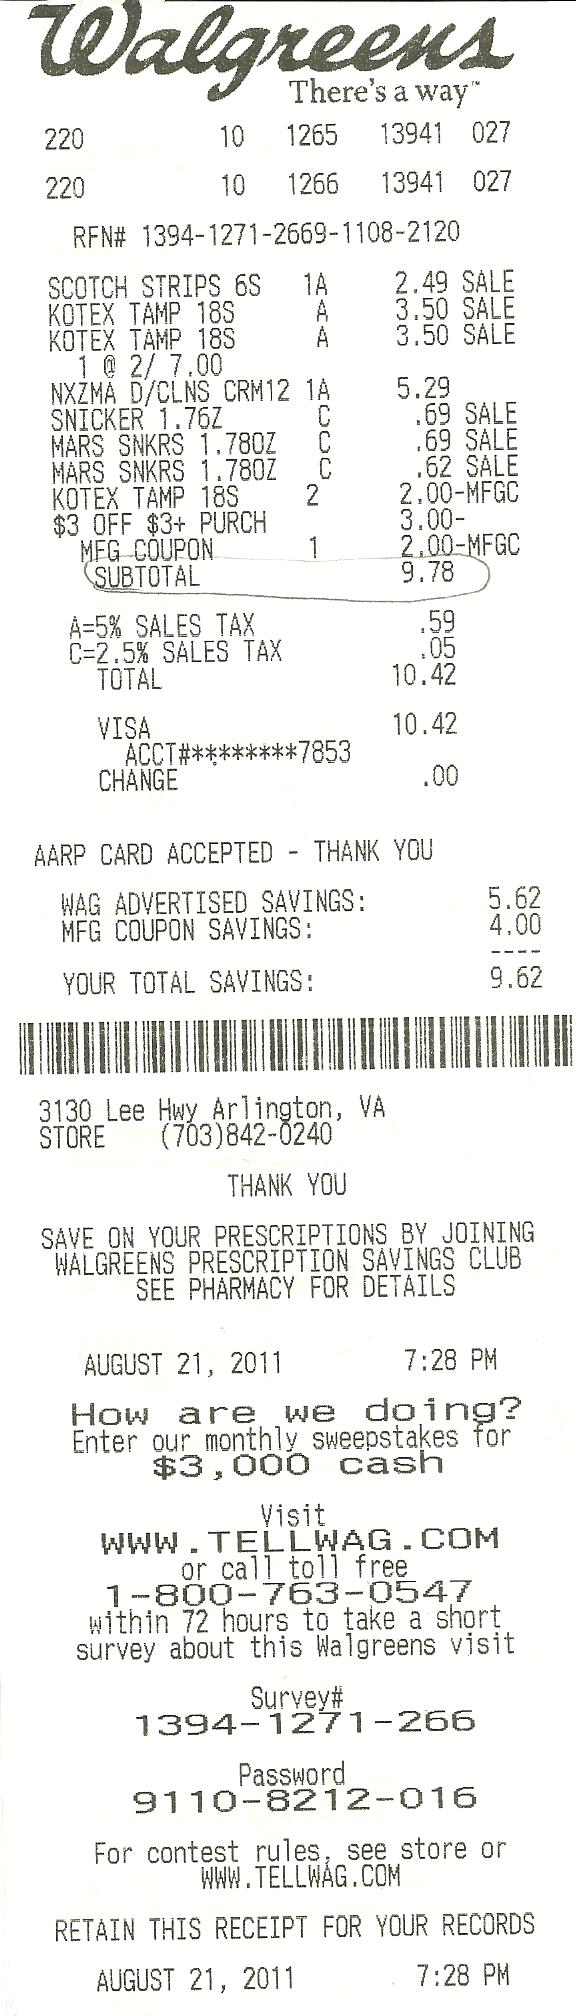 Walgreens
There's a way™
220 10 1265 13941 027
220 10 1266 13941 027
RFN# 1394-1271-2669-1108-2120
SCOTCH STRIPS 6S 1A 2.49 SALE
KOTEX TAMP 18S A 3.50 SALE
KOTEX TAMP 18S A 3.50 SALE
1 @ 2/ 7.00
NXZMA D/CLNS CRM12 1A 5.29
SNICKER 1.76Z C .69 SALE
MARS SNKRS 1.78OZ C .69 SALE
MARS SNKRS 1.78OZ C .62 SALE
KOTEX TAMP 18S 2 2.00-MFGC
$3 OFF $3+ PURCH 3.00-
MFG COUPON 1 2.00-MFGC
SUBTOTAL 9.78
A=5% SALES TAX .59
C=2.5% SALES TAX .05
TOTAL 10.42
VISA 10.42
ACCT#********7853
CHANGE .00
AARP CARD ACCEPTED - THANK YOU
WAG ADVERTISED SAVINGS: 5.62
MFG COUPON SAVINGS: 4.00
----
YOUR TOTAL SAVINGS: 9.62
3130 Lee Hwy Arlington, VA
STORE (703)842-0240
THANK YOU
SAVE ON YOUR PRESCRIPTIONS BY JOINING
WALGREENS PRESCRIPTION SAVINGS CLUB
SEE PHARMACY FOR DETAILS
AUGUST 21, 2011 7:28 PM
How are we doing?
Enter our monthly sweepstakes for
$3,000 cash
Visit
WWW.TELLWAG.COM
or call toll free
1-800-763-0547
within 72 hours to take a short
survey about this Walgreens visit
Survey#
1394-1271-266
Password
9110-8212-016
For contest rules, see store or
WWW.TELLWAG.COM
RETAIN THIS RECEIPT FOR YOUR RECORDS
AUGUST 21, 2011 7:28 PM